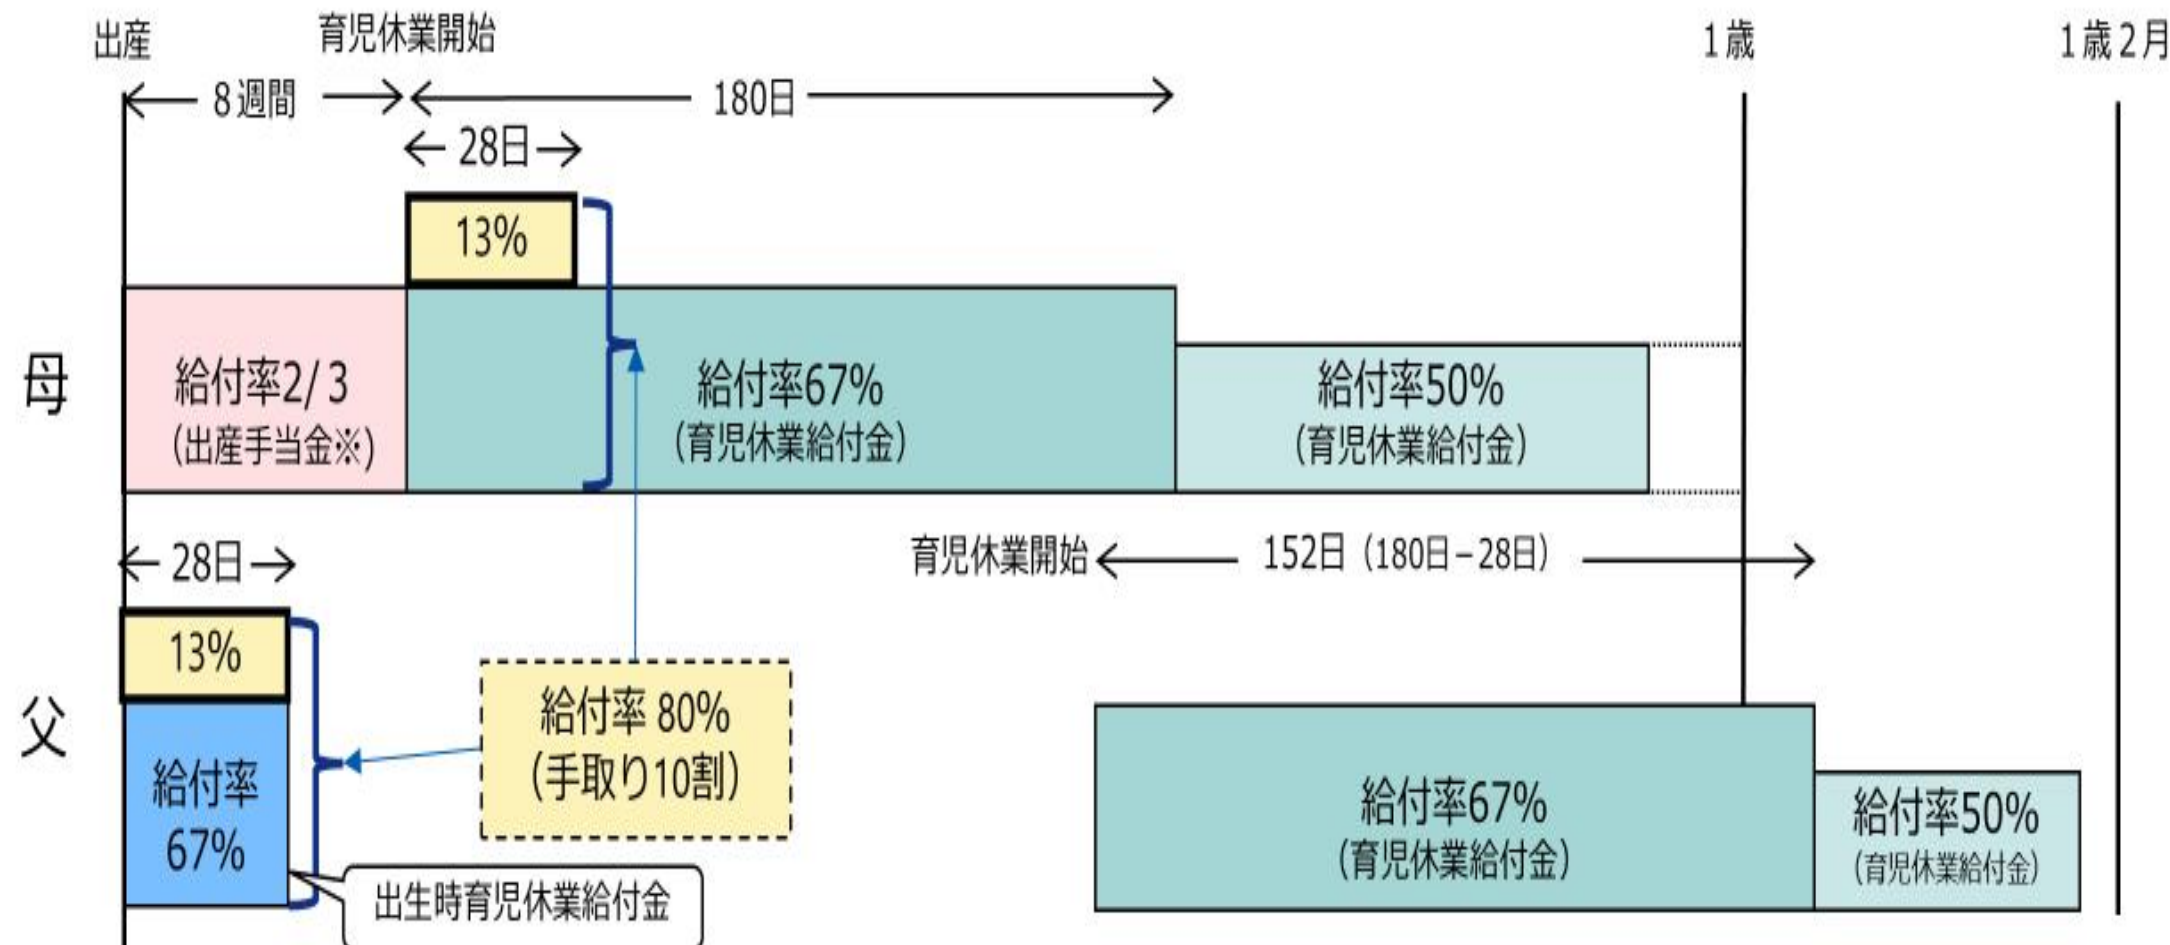 出産
育児休業開始
1歳
1歳2月
8週間
180日
28日
13%
母
給付率2/3
(出産手当金※)
給付率67%
(育児休業給付金)
給付率50%
(育児休業給付金)
28日
育児休業開始
152日(180日−28日)
13%
父
給付率
67%
給付率 80%
(手取り10割)
出生時育児休業給付金
給付率67%
(育児休業給付金)
給付率50%
(育児休業給付金)